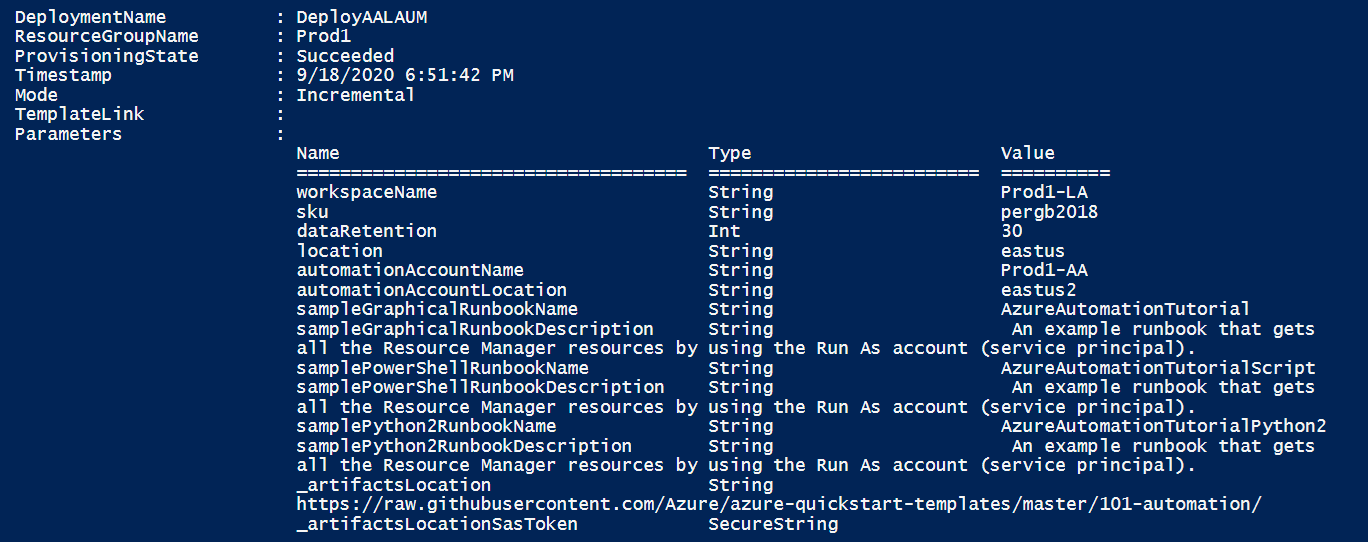 DeploymentName          : DeployAALAUM
ResourceGroupName       : Prod1
ProvisioningState       : Succeeded
Timestamp               : 9/18/2020 6:51:42 PM
Mode                    : Incremental
TemplateLink            :
Parameters              :
                          Name                                  Type                       Value
                          ====================================  =========================  ==========
                          workspaceName                         String                     Prod1-LA
                          sku                                   String                     pergb2018
                          dataRetention                         Int                        30
                          location                              String                     eastus
                          automationAccountName                 String                     Prod1-AA
                          automationAccountLocation             String                     eastus2
                          sampleGraphicalRunbookName            String                     AzureAutomationTutorial
                          sampleGraphicalRunbookDescription     String                      An example runbook that gets
                          all the Resource Manager resources by using the Run As account (service principal).
                          samplePowerShellRunbookName           String                     AzureAutomationTutorialScript
                          samplePowerShellRunbookDescription    String                      An example runbook that gets
                          all the Resource Manager resources by using the Run As account (service principal).
                          samplePython2RunbookName              String                     AzureAutomationTutorialPython2
                          samplePython2RunbookDescription       String                      An example runbook that gets
                          all the Resource Manager resources by using the Run As account (service principal).
                          _artifactsLocation                    String
                          https://raw.githubusercontent.com/Azure/azure-quickstart-templates/master/101-automation/
                          _artifactsLocationSasToken            SecureString